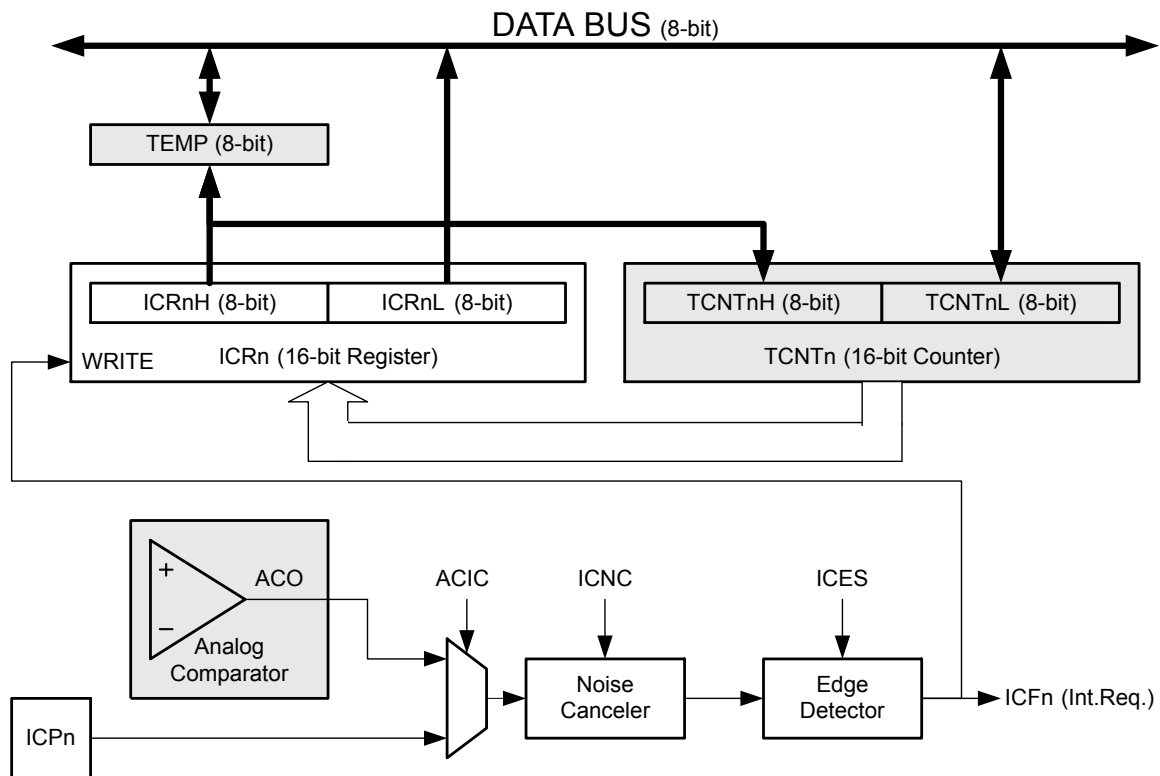 DATA BUS (8-bit)
TEMP (8-bit)
ICRnH (8-bit)
ICRnL (8-bit)
TCNTnH (8-bit)
TCNTnL (8-bit)
WRITE
ICRn (16-bit Register)
TCNTn (16-bit Counter)
+
−
ACO
Analog
Comparator
ACIC
ICNC
ICES
Noise
Canceler
Edge
Detector
ICFn (Int.Req.)
ICPn